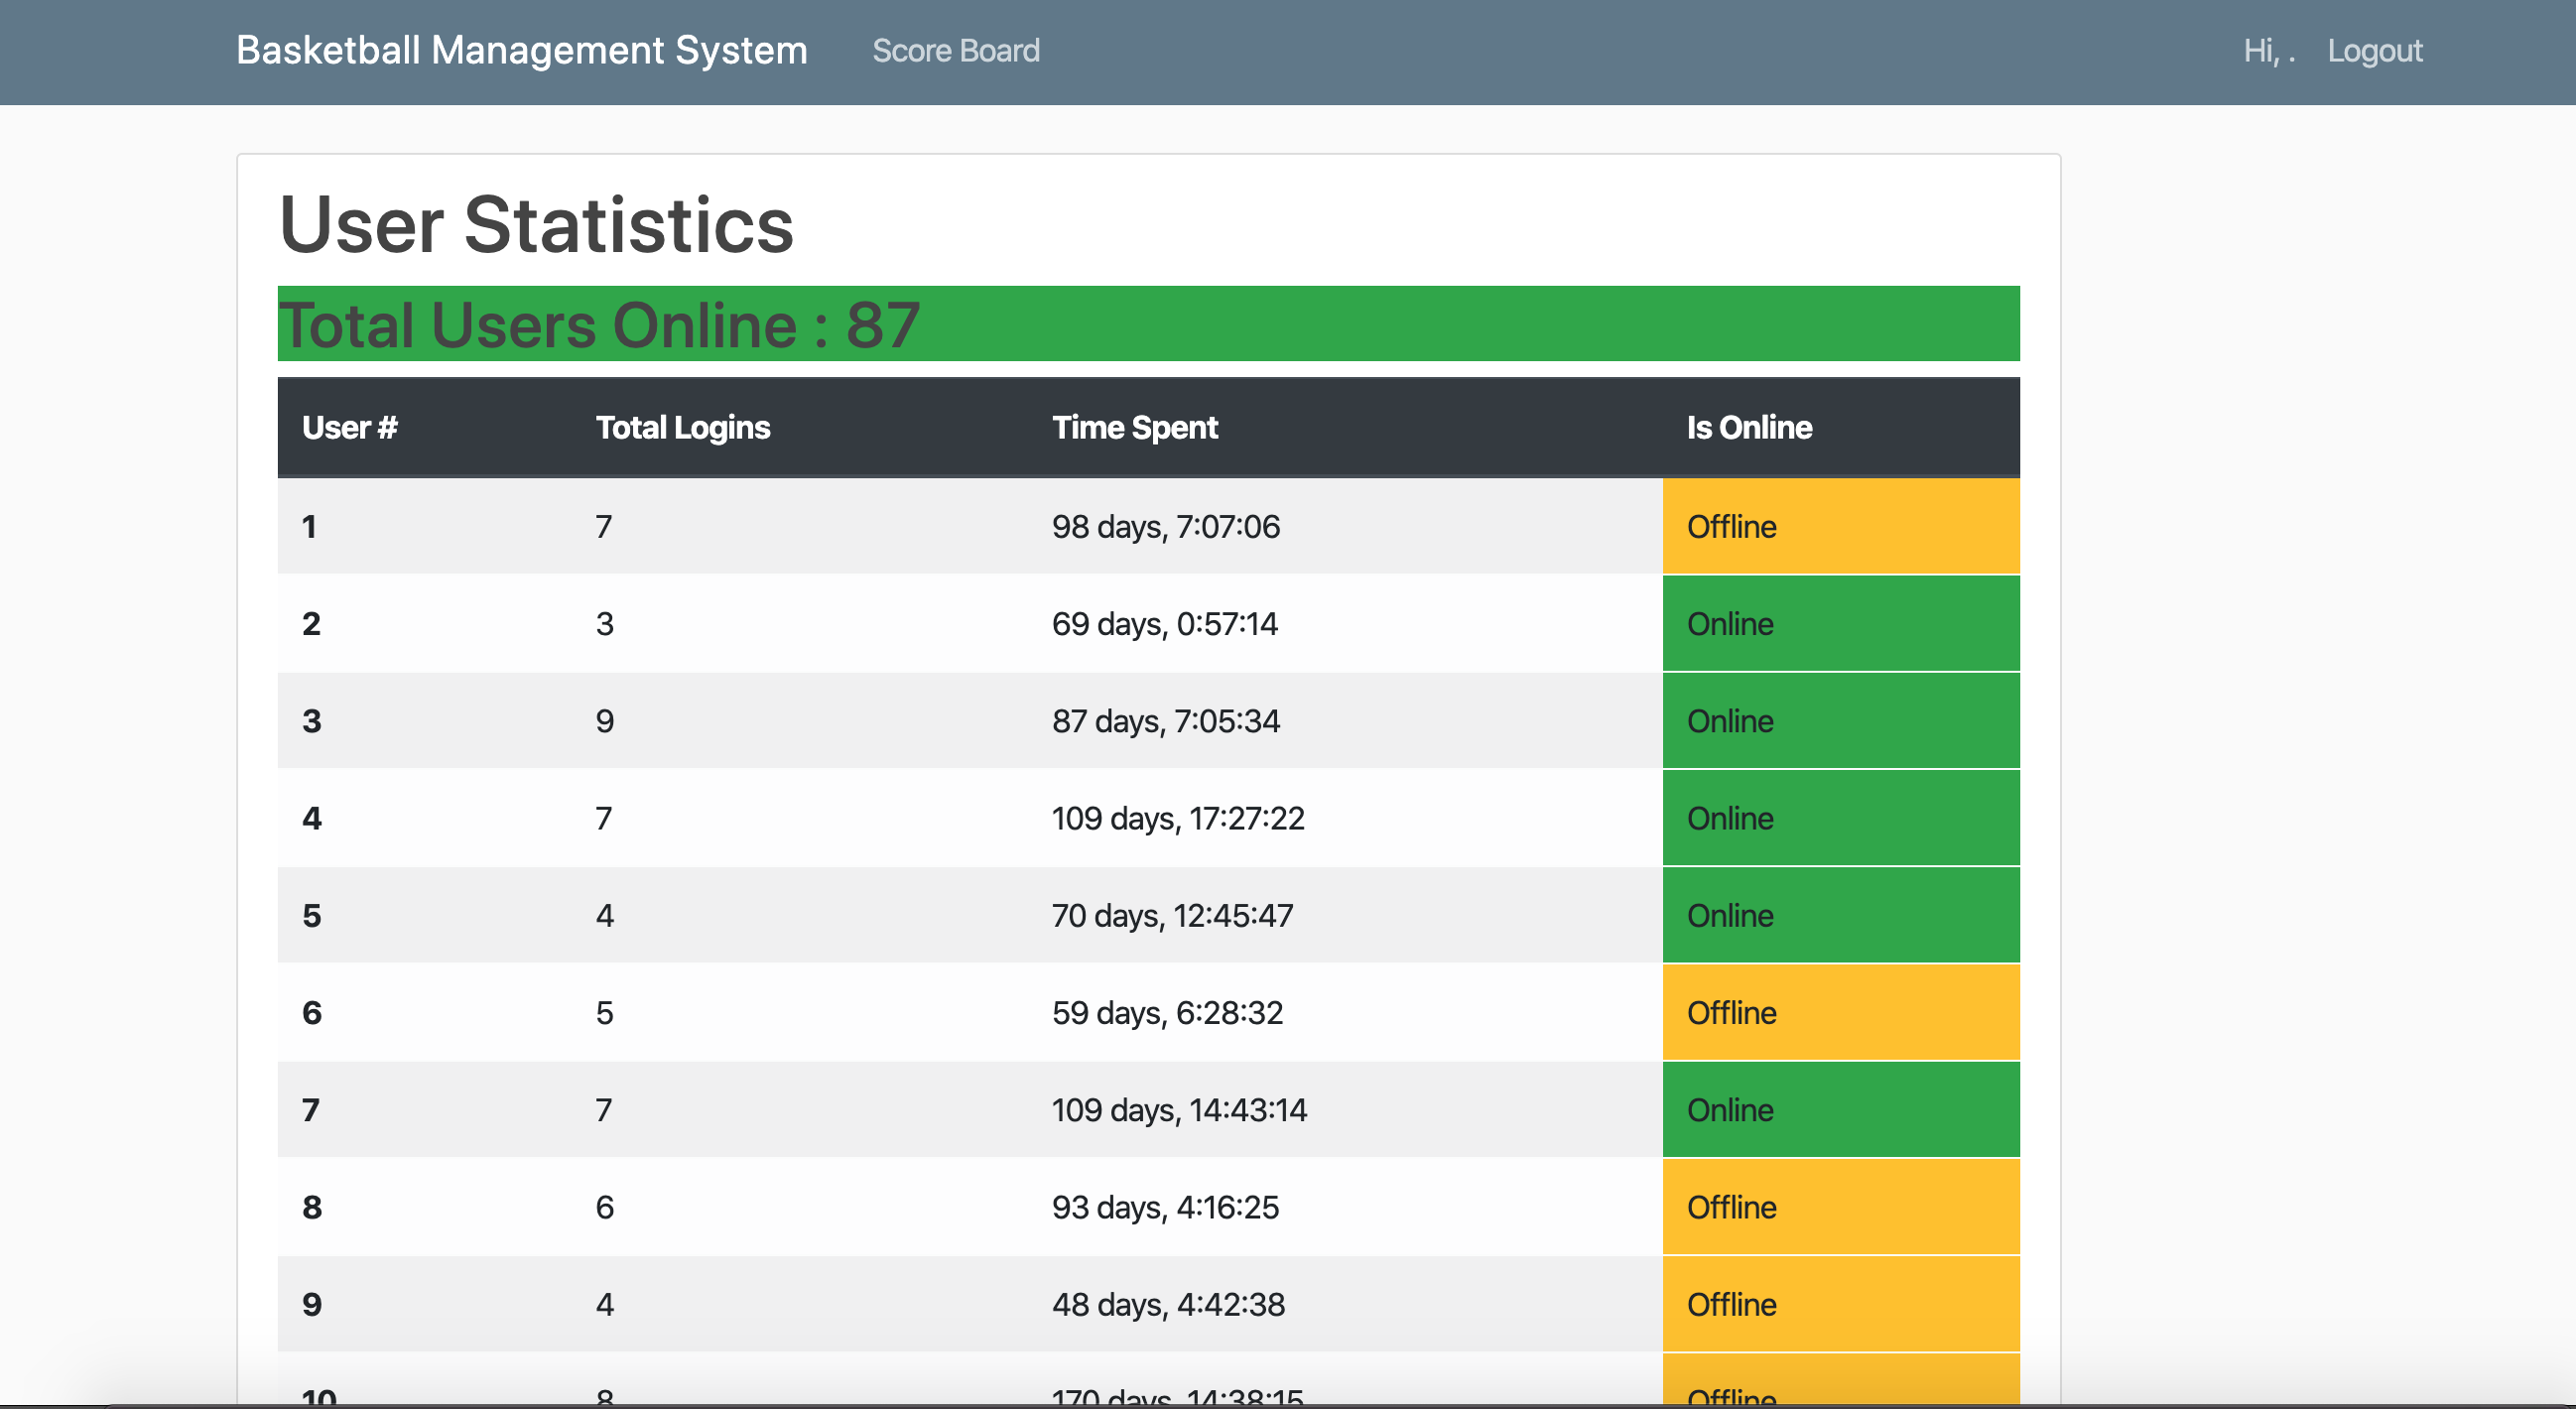 Basketball Management System Score Board Hi, . Logout
User Statistics
Total Users Online : 87
User # Total Logins Time Spent Is Online
1 7 98 days, 7:07:06 Offline
2 3 69 days, 0:57:14 Online
3 9 87 days, 7:05:34 Online
4 7 109 days, 17:27:22 Online
5 4 70 days, 12:45:47 Online
6 5 59 days, 6:28:32 Offline
7 7 109 days, 14:43:14 Online
8 6 93 days, 4:16:25 Offline
9 4 48 days, 4:42:38 Offline
10 8 170 days, 14:38:15 Offline